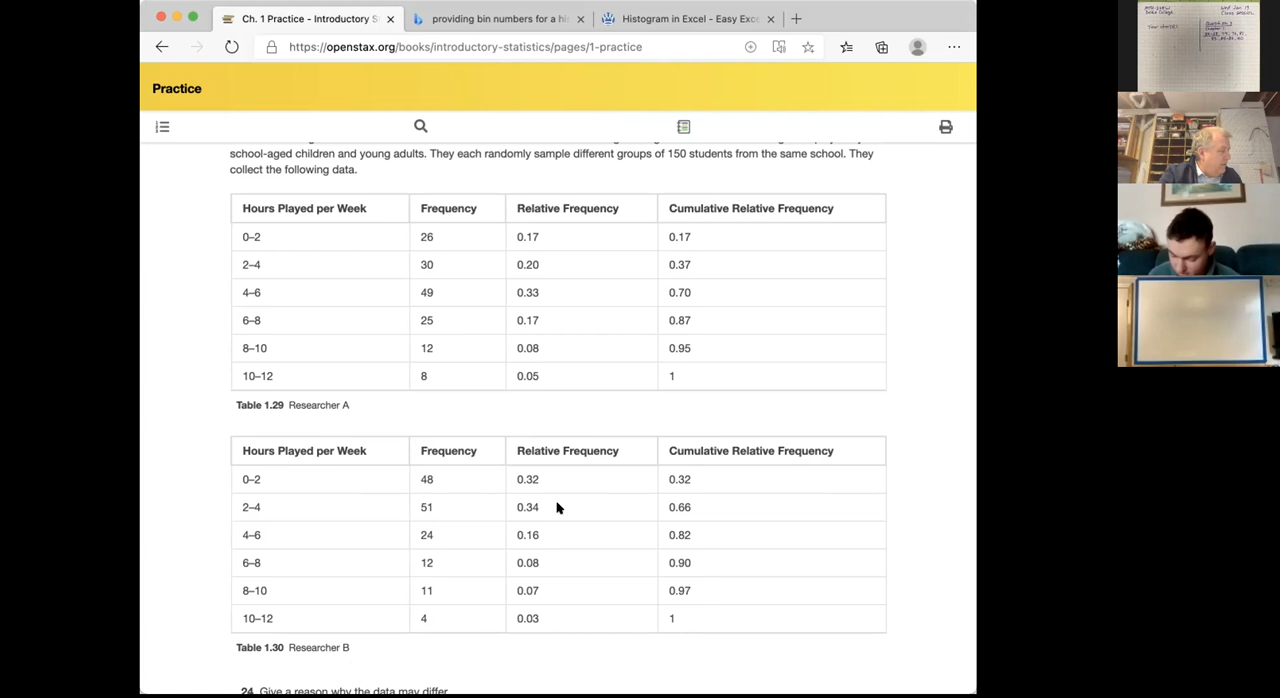 Ch. 1 Practice - Introductory S
providing bin numbers for a hi
Histogram in Excel - Easy Exce
https://openstax.org/books/introductory-statistics/pages/1-practice
Practice
school-aged children and young adults. They each randomly sample different groups of 150 students from the same school. They
collect the following data.
Hours Played per Week Frequency Relative Frequency Cumulative Relative Frequency
0–2 26 0.17 0.17
2–4 30 0.20 0.37
4–6 49 0.33 0.70
6–8 25 0.17 0.87
8–10 12 0.08 0.95
10–12 8 0.05 1
Table 1.29 Researcher A
Hours Played per Week Frequency Relative Frequency Cumulative Relative Frequency
0–2 48 0.32 0.32
2–4 51 0.34 0.66
4–6 24 0.16 0.82
6–8 12 0.08 0.90
8–10 11 0.07 0.97
10–12 4 0.03 1
Table 1.30 Researcher B
24. Give a reason why the data may differ